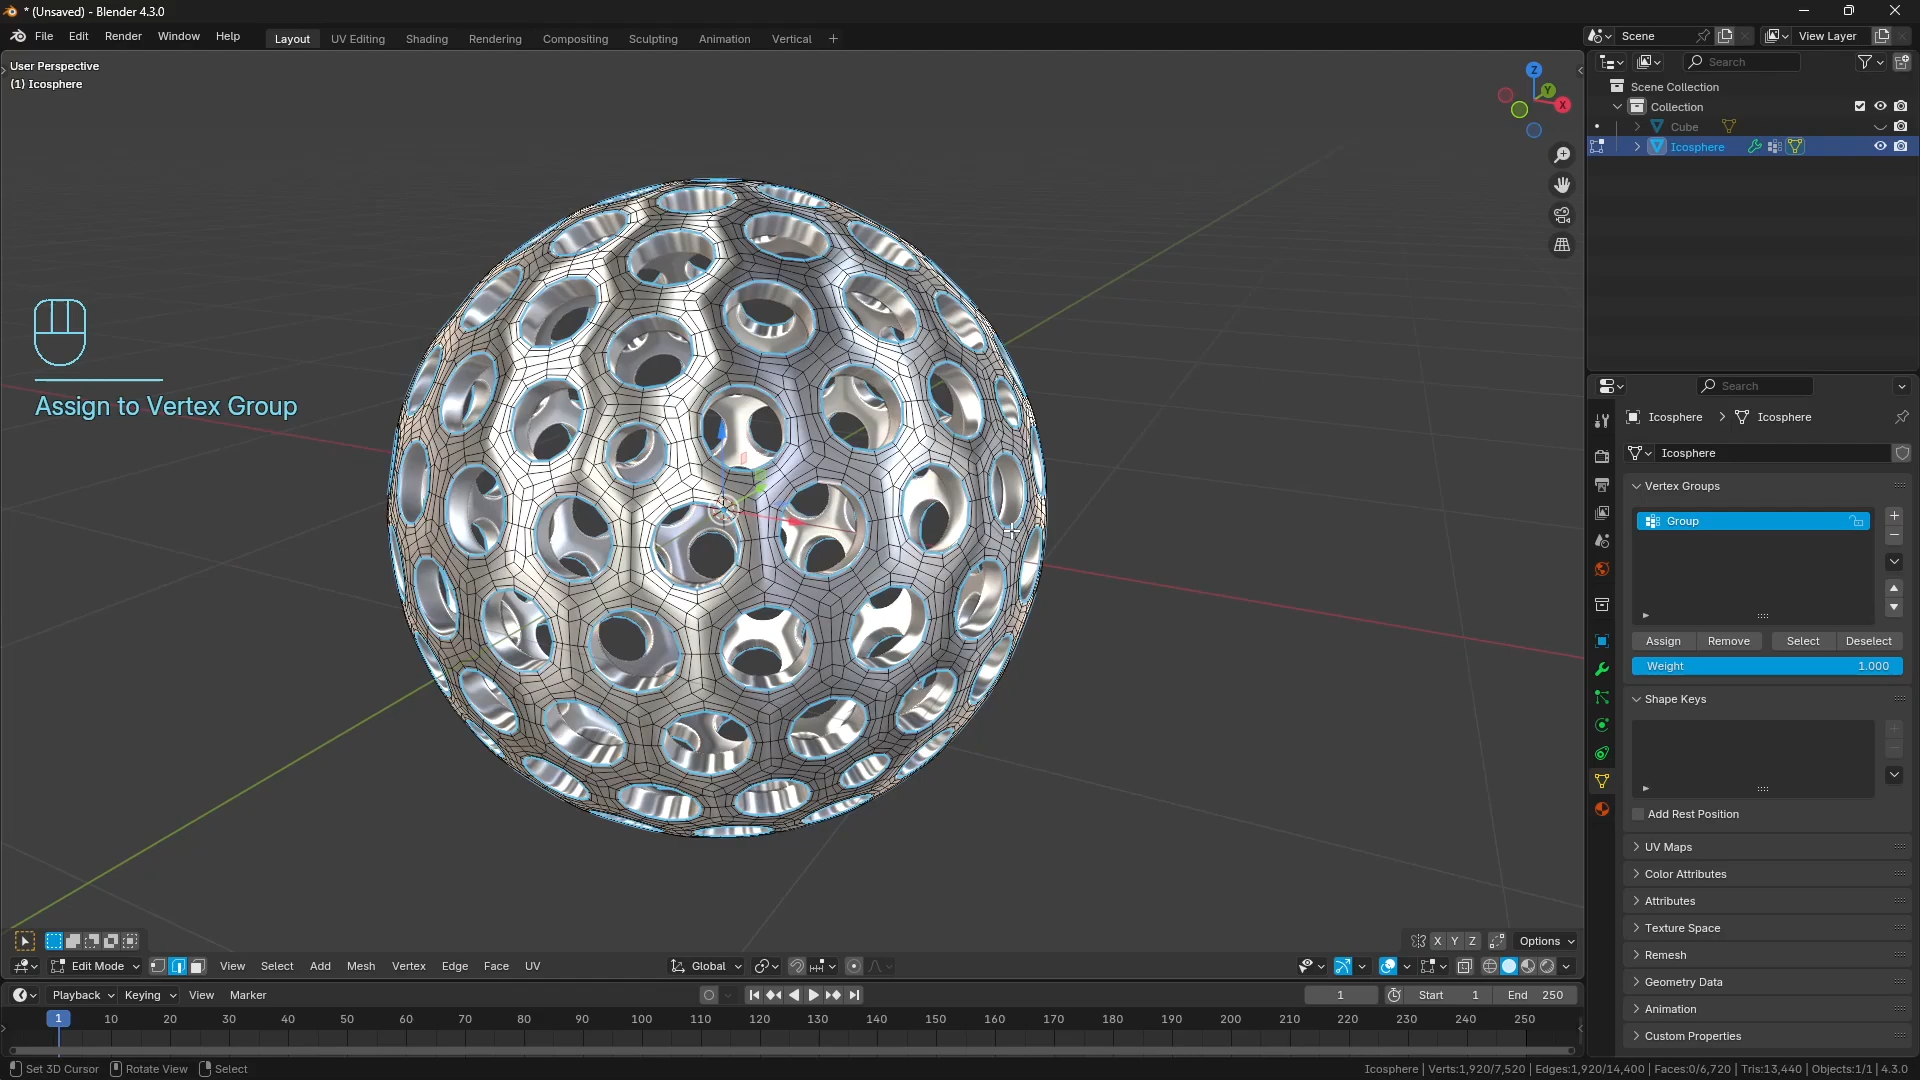 * (Unsaved) - Blender 4.3.0
File Edit Render Window Help Layout UV Editing Shading Rendering Compositing Sculpting Animation Vertical + Scene View Layer
User Perspective
(1) Icosphere
Z
Y
X
Assign to Vertex Group
Search
Scene Collection
Collection
Cube
Icosphere
Search
Icosphere > Icosphere
Icosphere
Vertex Groups
Group
Assign Remove Select Deselect
Weight 1.000
Shape Keys
Add Rest Position
UV Maps
Color Attributes
Attributes
Texture Space
Remesh
Geometry Data
Animation
Custom Properties
X Y Z Options
Edit Mode View Select Add Mesh Vertex Edge Face UV Global
Playback Keying View Marker 1 Start 1 End 250
1 10 20 30 40 50 60 70 80 90 100 110 120 130 140 150 160 170 180 190 200 210 220 230 240 250
Set 3D Cursor Rotate View Select Icosphere | Verts:1,920/7,520 | Edges:1,920/14,400 | Faces:0/6,720 | Tris:13,440 | Objects:1/1 | 4.3.0